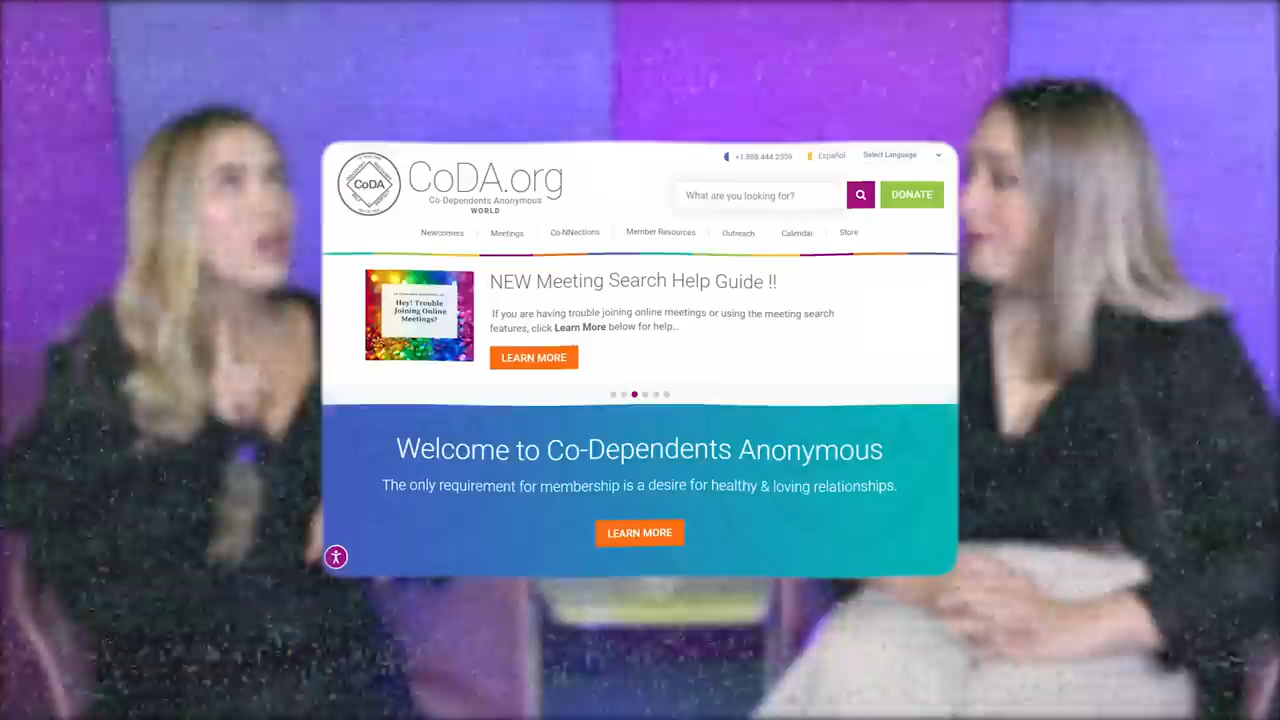 CoDA
CoDA.org
Co-Dependents Anonymous
WORLD
+1.888.444.2359
Español
Select Language
What are you looking for?
DONATE
Newcomers
Meetings
Co-NNections
Member Resources
Outreach
Calendar
Store
Hey! Trouble
Joining Online
Meetings?
NEW Meeting Search Help Guide !!
If you are having trouble joining online meetings or using the meeting search
features, click Learn More below for help...
LEARN MORE
Welcome to Co-Dependents Anonymous
The only requirement for membership is a desire for healthy & loving relationships.
LEARN MORE